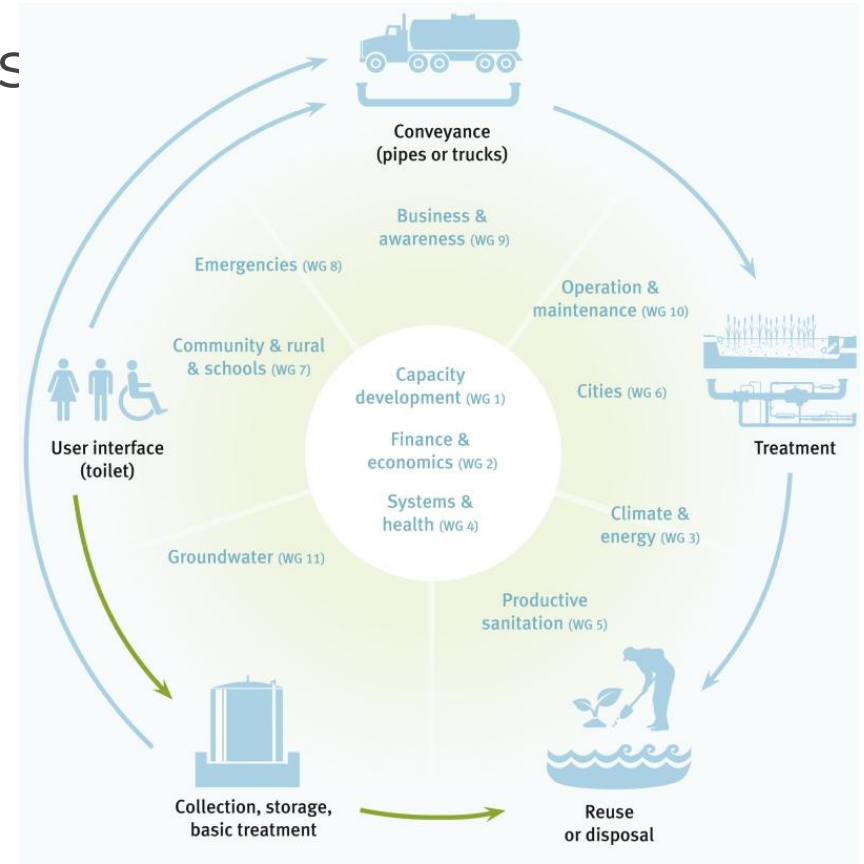 S
Conveyance
(pipes or trucks)
Business &
awareness (WG 9)
Emergencies (WG 8)
Operation &
maintenance (WG 10)
Community & rural
& schools (WG 7)
Capacity
development (WG 1)
Cities (WG 6)
Finance &
economics (WG 2)
User interface
(toilet)
Treatment
Systems &
health (WG 4)
Climate &
energy (WG 3)
Groundwater (WG 11)
Productive
sanitation (WG 5)
Collection, storage,
basic treatment
Reuse
or disposal